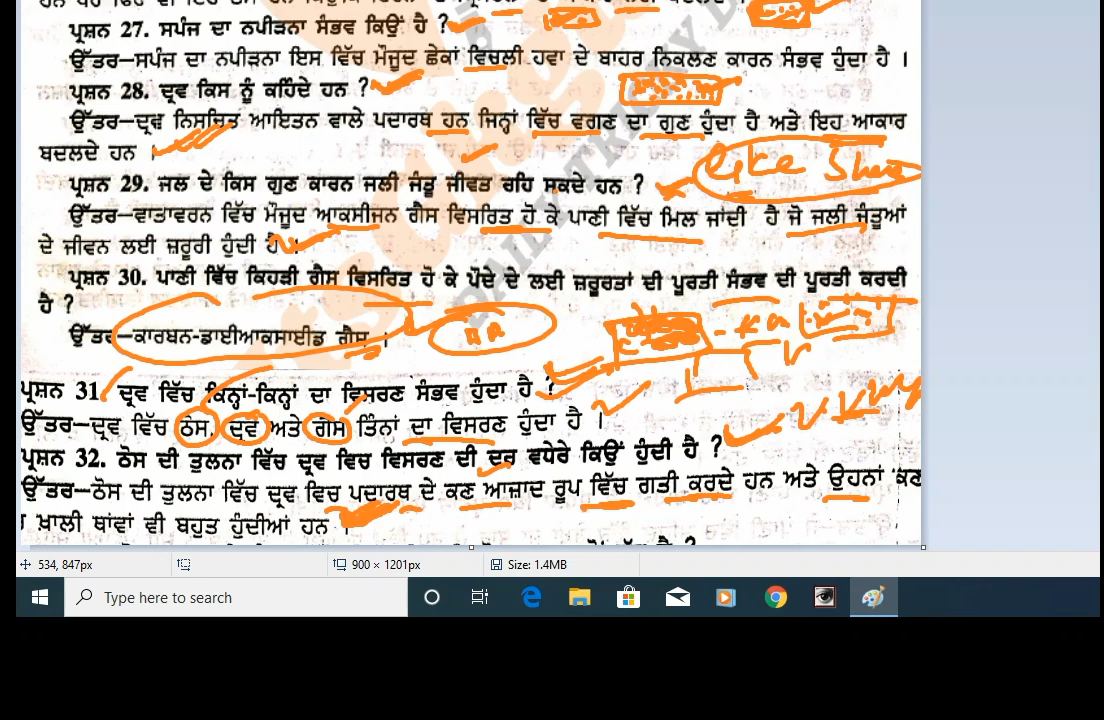 ਪ੍ਰਸ਼ਨ 27. ਸਪੰਜ ਦਾ ਨਪੀੜਨਾ ਸੰਭਵ ਕਿਉਂ ਹੈ ?
ਉੱਤਰ—ਸਪੰਜ ਦਾ ਨਪੀੜਨਾ ਇਸ ਵਿੱਚ ਮੌਜੂਦ ਛੇਕਾਂ ਵਿਚਲੀ ਹਵਾ ਦੇ ਬਾਹਰ ਨਿਕਲਣ ਕਾਰਨ ਸੰਭਵ ਹੁੰਦਾ ਹੈ ।
ਪ੍ਰਸ਼ਨ 28. ਦ੍ਰਵ ਕਿਸ ਨੂੰ ਕਹਿੰਦੇ ਹਨ ?
ਉੱਤਰ—ਦ੍ਰਵ ਨਿਸਚਿਤ ਆਇਤਨ ਵਾਲੇ ਪਦਾਰਥ ਹਨ ਜਿਨ੍ਹਾਂ ਵਿੱਚ ਵਗਣ ਦਾ ਗੁਣ ਹੁੰਦਾ ਹੈ ਅਤੇ ਇਹ ਆਕਾਰ
ਬਦਲਦੇ ਹਨ ।
like
ਪ੍ਰਸ਼ਨ 29. ਜਲ ਦੇ ਕਿਸ ਗੁਣ ਕਾਰਨ ਜਲੀ ਜੰਤੂ ਜੀਵਤ ਰਹਿ ਸਕਦੇ ਹਨ ?
ਉੱਤਰ—ਵਾਤਾਵਰਨ ਵਿੱਚ ਮੌਜੂਦ ਆਕਸੀਜਨ ਗੈਸ ਵਿਸਰਿਤ ਹੋ ਕੇ ਪਾਣੀ ਵਿੱਚ ਮਿਲ ਜਾਂਦੀ ਹੈ ਜੋ ਜਲੀ ਜੰਤੂਆਂ
ਦੇ ਜੀਵਨ ਲਈ ਜ਼ਰੂਰੀ ਹੁੰਦੀ ਹੈ ।
ਪ੍ਰਸ਼ਨ 30. ਪਾਣੀ ਵਿੱਚ ਕਿਹੜੀ ਗੈਸ ਵਿਸਰਿਤ ਹੋ ਕੇ ਪੌਦੇ ਦੇ ਲਈ ਜ਼ਰੂਰਤਾਂ ਦੀ ਪੂਰਤੀ ਸੰਭਵ ਦੀ ਪੂਰਤੀ ਕਰਦੀ
ਹੈ ?
ਉੱਤਰ—ਕਾਰਬਨ-ਡਾਈਆਕਸਾਈਡ ਗੈਸ ।
ਪ੍ਰਸ਼ਨ 31. ਦ੍ਰਵ ਵਿੱਚ ਕਿਨ੍ਹਾਂ-ਕਿਨ੍ਹਾਂ ਦਾ ਵਿਸਰਣ ਸੰਭਵ ਹੁੰਦਾ ਹੈ ?
ਉੱਤਰ—ਦ੍ਰਵ ਵਿੱਚ ਠੋਸ, ਦ੍ਰਵ ਅਤੇ ਗੈਸ ਤਿੰਨਾਂ ਦਾ ਵਿਸਰਣ ਹੁੰਦਾ ਹੈ ।
ਪ੍ਰਸ਼ਨ 32. ਠੋਸ ਦੀ ਤੁਲਨਾ ਵਿੱਚ ਦ੍ਰਵ ਵਿਚ ਵਿਸਰਣ ਦੀ ਦਰ ਵਧੇਰੇ ਕਿਉਂ ਹੁੰਦੀ ਹੈ ?
ਉੱਤਰ—ਠੋਸ ਦੀ ਤੁਲਨਾ ਵਿੱਚ ਦ੍ਰਵ ਵਿਚ ਪਦਾਰਥ ਦੇ ਕਣ ਆਜ਼ਾਦ ਰੂਪ ਵਿੱਚ ਗਤੀ ਕਰਦੇ ਹਨ ਅਤੇ ਉਹਨਾਂ ਕਣ
ਖ਼ਾਲੀ ਥਾਂਵਾਂ ਵੀ ਬਹੁਤ ਹੁੰਦੀਆਂ ਹਨ ।
534, 847px 900 × 1201px Size: 1.4MB
Type here to search